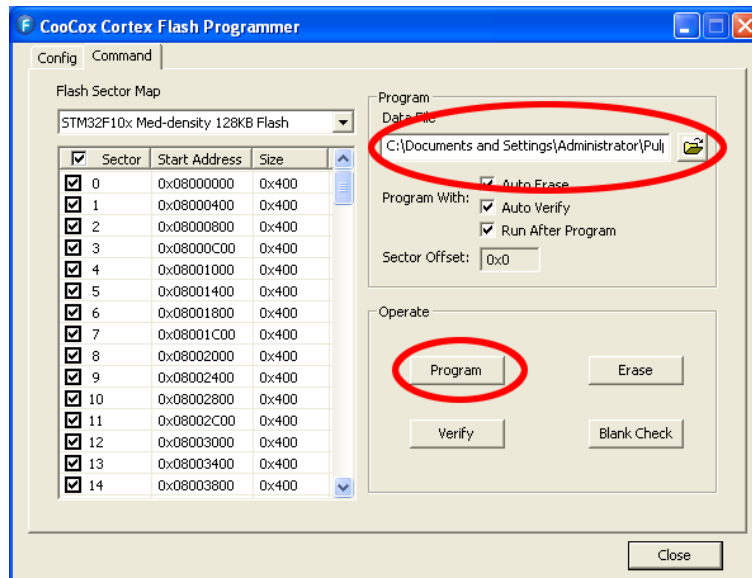 CooCox Cortex Flash Programmer
Config Command
Flash Sector Map
STM32F10x Med-density 128KB Flash
Sector Start Address Size
0 0x08000000 0x400
1 0x08000400 0x400
2 0x08000800 0x400
3 0x08000C00 0x400
4 0x08001000 0x400
5 0x08001400 0x400
6 0x08001800 0x400
7 0x08001C00 0x400
8 0x08002000 0x400
9 0x08002400 0x400
10 0x08002800 0x400
11 0x08002C00 0x400
12 0x08003000 0x400
13 0x08003400 0x400
14 0x08003800 0x400
Program
Data File
C:\Documents and Settings\Administrator\Pul
Program With:
Auto Erase
Auto Verify
Run After Program
Sector Offset: 0x0
Operate
Program Erase
Verify Blank Check
Close